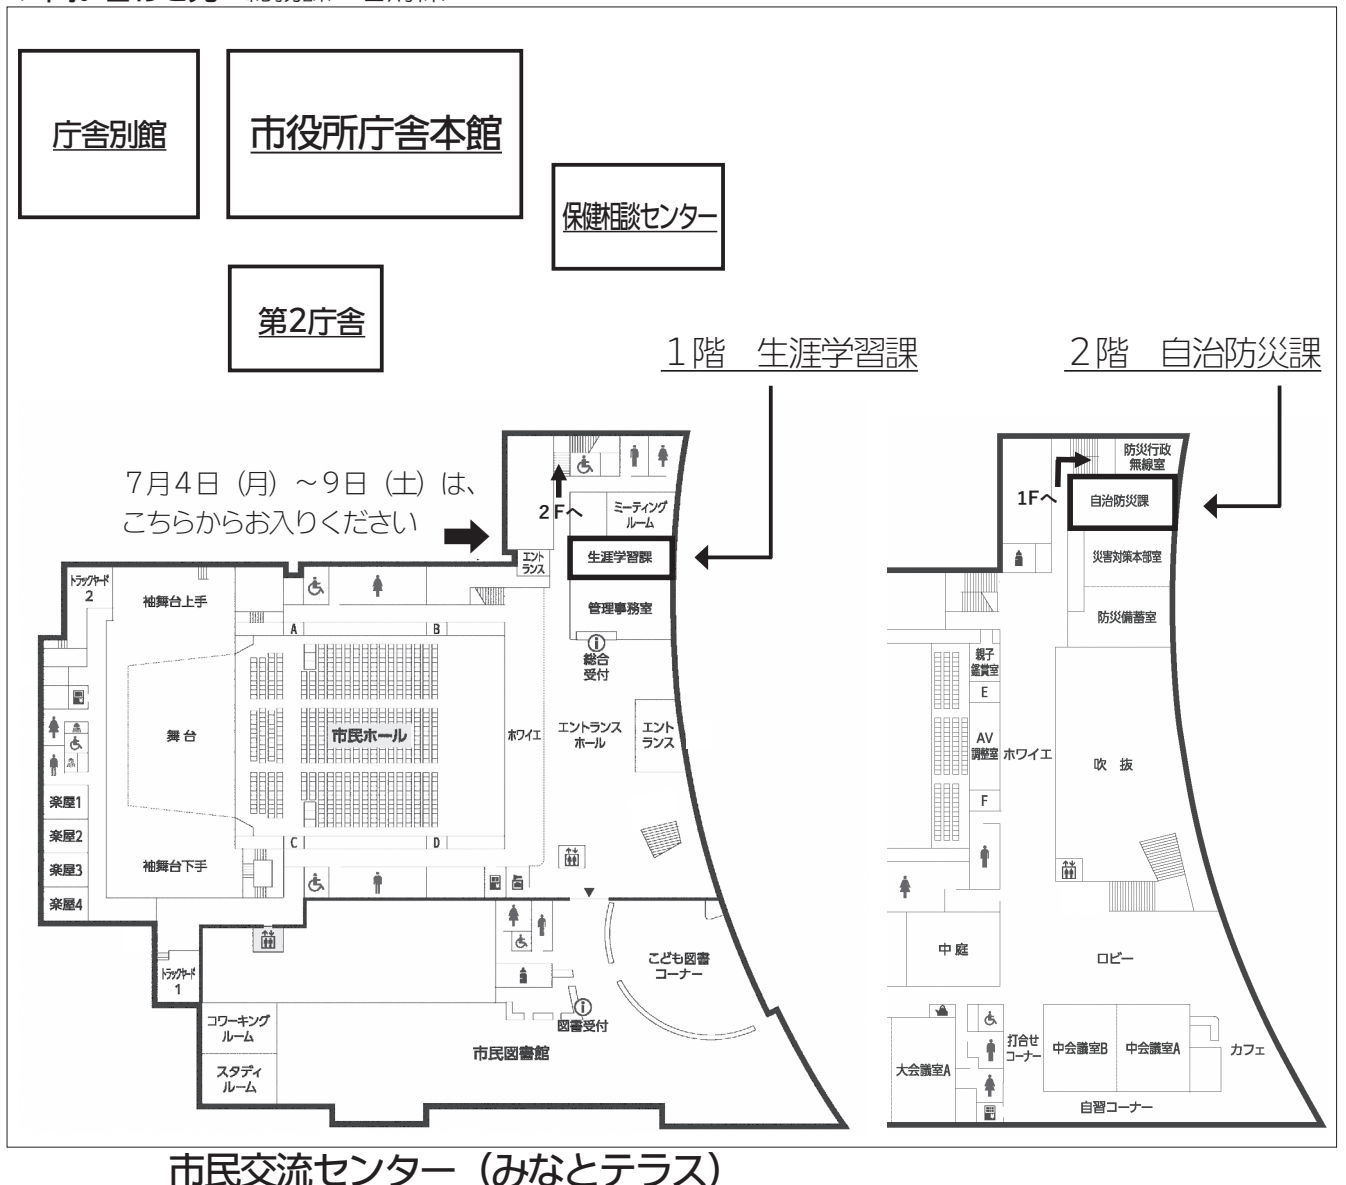 庁舎別館
市役所庁舎本館
保健相談センター
第2庁舎
1階　生涯学習課
2階　自治防災課
7月4日（月）～9日（土）は、
こちらからお入りください
2Fへ
ミーティング
ルーム
エント
ランス
生涯学習課
管理事務室
総合
受付
トラックヤード
2
袖舞台上手
A
B
舞台
市民ホール
ホワイエ
エントランス
ホール
エント
ランス
楽屋1
楽屋2
楽屋3
楽屋4
袖舞台下手
C
D
トラックヤード
1
こども図書
コーナー
図書受付
コワーキング
ルーム
市民図書館
スタディ
ルーム
防災行政
無線室
1Fへ
自治防災課
災害対策本部室
防災備蓄室
親子
鑑賞室
E
AV
調整室
ホワイエ
吹抜
F
中庭
ロビー
大会議室A
打合せ
コーナー
中会議室B
中会議室A
カフェ
自習コーナー
市民交流センター（みなとテラス）